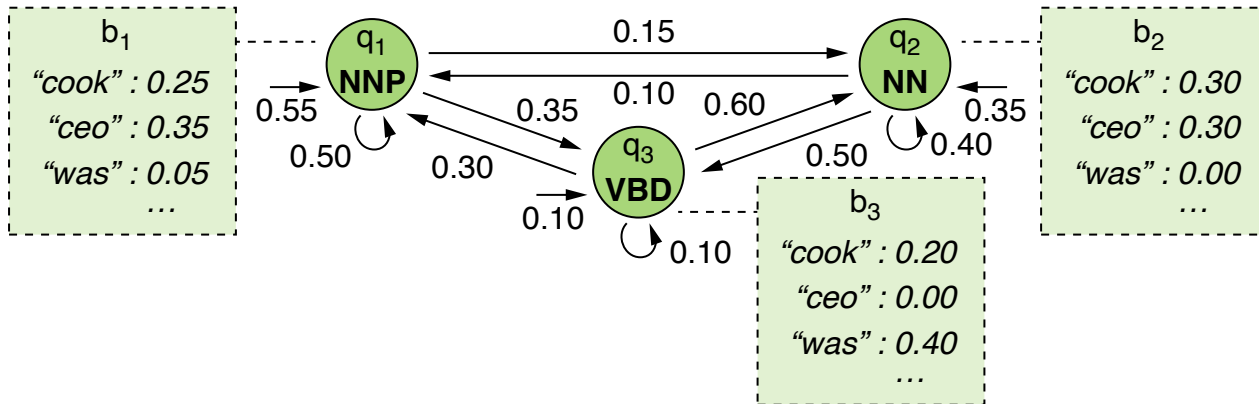 b1
“cook” : 0.25
“ceo” : 0.35
“was” : 0.05
...
q1
NNP
0.55
0.50
0.15
0.10
0.35
0.30
0.60
0.50
q2
NN
0.35
0.40
q3
VBD
0.10
0.10
b2
“cook” : 0.30
“ceo” : 0.30
“was” : 0.00
...
b3
“cook” : 0.20
“ceo” : 0.00
“was” : 0.40
...